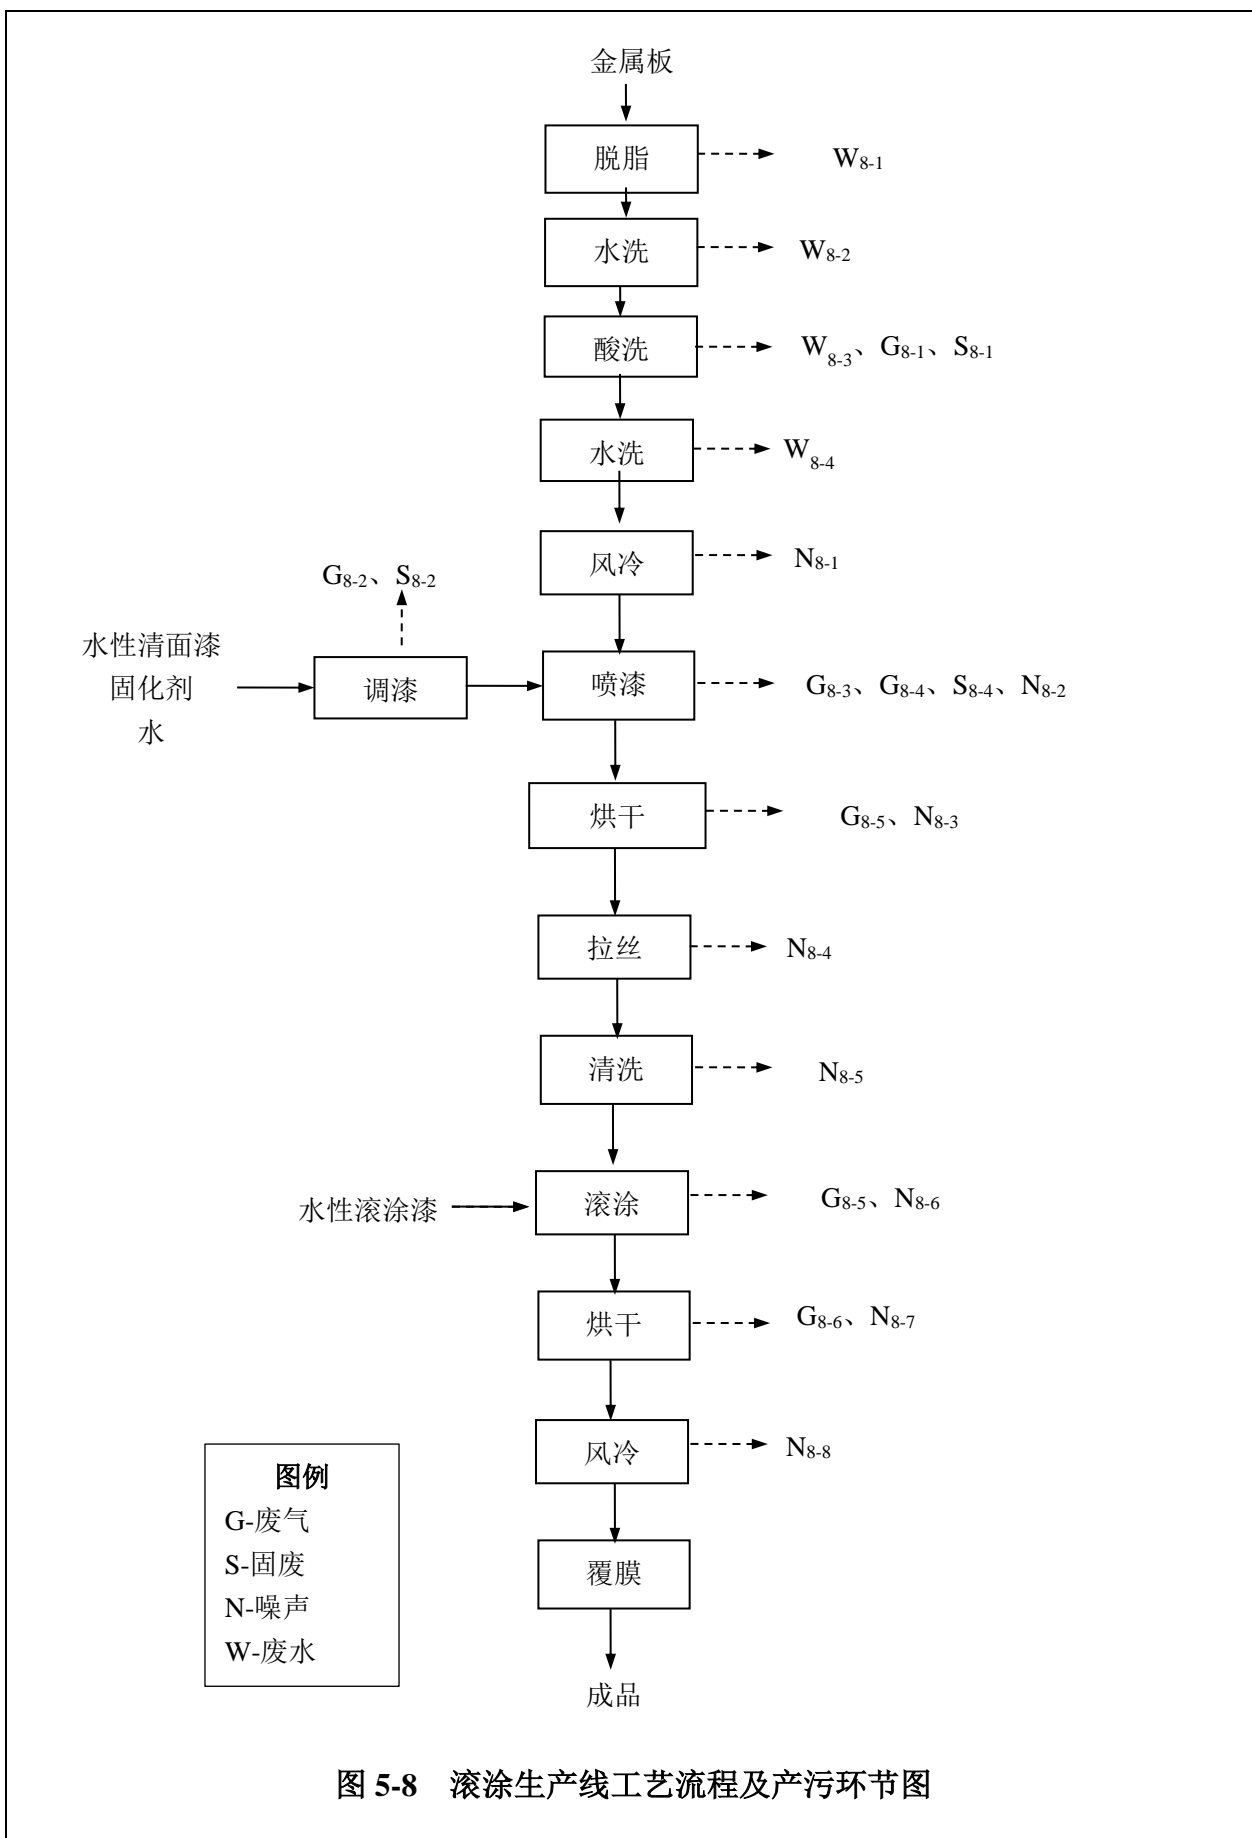 金属板
脱脂
W8-1
水洗
W8-2
酸洗
W8-3、G8-1、S8-1
水洗
W8-4
风冷
N8-1
G8-2、S8-2
水性清面漆
固化剂
水
调漆
喷漆
G8-3、G8-4、S8-4、N8-2
烘干
G8-5、N8-3
拉丝
N8-4
清洗
N8-5
水性滚涂漆
滚涂
G8-5、N8-6
烘干
G8-6、N8-7
风冷
N8-8
覆膜
成品
图例
G-废气
S-固废
N-噪声
W-废水
图 5-8 滚涂生产线工艺流程及产污环节图